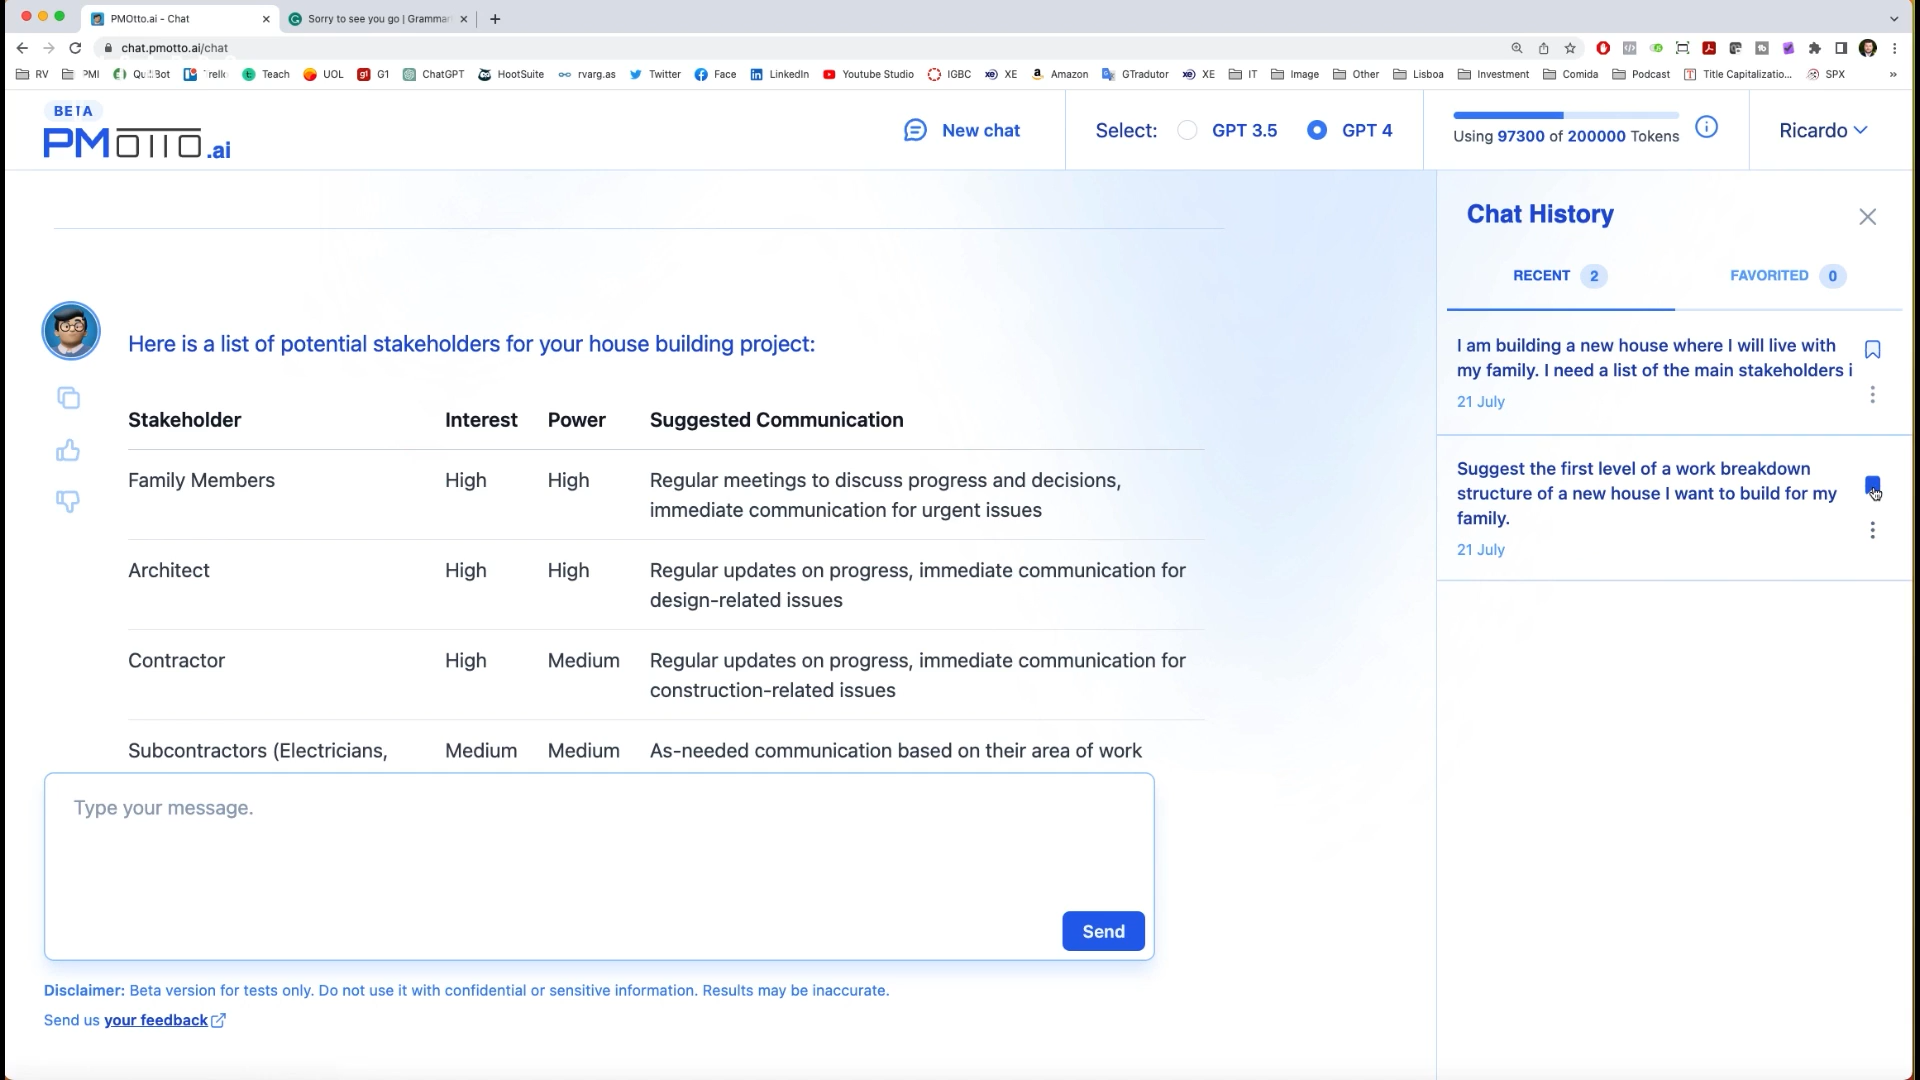 PMOtto.ai - Chat
Sorry to see you go | Grammar
chat.pmotto.ai/chat
RV
PMI
Teach
UOL
G1
ChatGPT
HootSuite
rvarg.as
Twitter
Face
LinkedIn
Youtube Studio
IGBC
XE
Amazon
GTradutor
XE
IT
Image
Other
Lisboa
Investment
Comida
Podcast
Title Capitalizatio...
SPX
BETA
PMOTTO.ai
New chat
Select:
GPT 3.5
GPT 4
Using 97300 of 200000 Tokens
Ricardo
Here is a list of potential stakeholders for your house building project:
Stakeholder Interest Power Suggested Communication
Family Members High High Regular meetings to discuss progress and decisions,
immediate communication for urgent issues
Architect High High Regular updates on progress, immediate communication for
design-related issues
Contractor High Medium Regular updates on progress, immediate communication for
construction-related issues
Subcontractors (Electricians, Medium Medium As-needed communication based on their area of work
Type your message.
Send
Disclaimer: Beta version for tests only. Do not use it with confidential or sensitive information. Results may be inaccurate.
Send us your feedback
Chat History
RECENT 2
FAVORITED 0
I am building a new house where I will live with
my family. I need a list of the main stakeholders i
21 July
Suggest the first level of a work breakdown
structure of a new house I want to build for my
family.
21 July